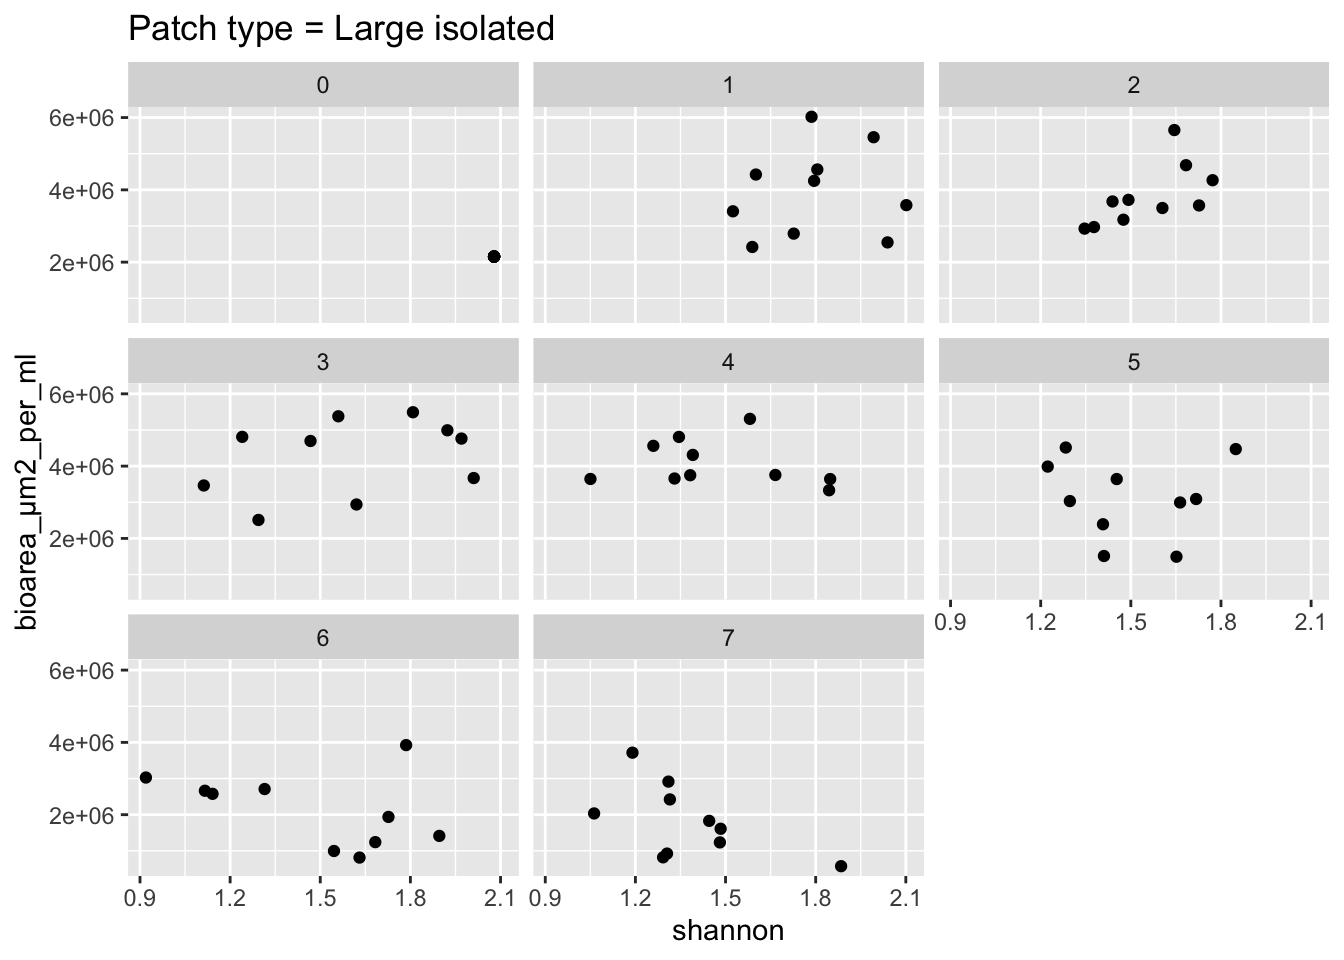 Patch type = Large isolated
0 1 2
6e+06
4e+06
2e+06
3 4 5
6e+06
4e+06
2e+06
0.9 1.2 1.5 1.8 2.1
6 7
6e+06
4e+06
2e+06
0.9 1.2 1.5 1.8 2.1 0.9 1.2 1.5 1.8 2.1
shannon
bioarea_µm2_per_ml